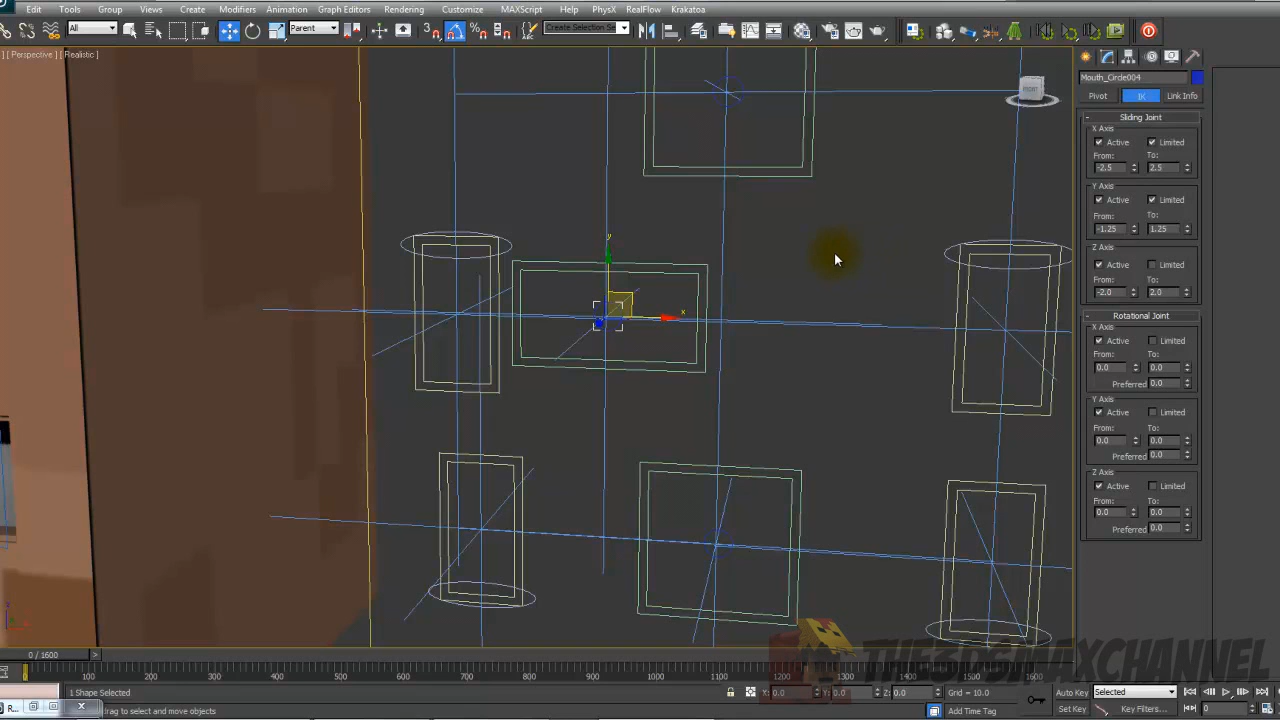 Edit Tools Group Views Create Modifiers Animation Graph Editors Rendering Customize MAXScript Help PhysX RealFlow Krakatoa
All Parent Create Selection Se
] [ Perspective ] [ Realistic ]
Mouth_Circle004
Pivot IK Link Info
- Sliding Joint
X Axis
Active Limited
From: To:
-2.5 2.5
Y Axis
Active Limited
From: To:
-1.25 1.25
Z Axis
Active Limited
From: To:
-2.0 2.0
- Rotational Joint
X Axis
Active Limited
From: To:
0.0 0.0
Preferred 0.0
Y Axis
Active Limited
From: To:
0.0 0.0
Preferred 0.0
Z Axis
Active Limited
From: To:
0.0 0.0
Preferred 0.0
y
x
THE3DSMAXCHANNEL
0 / 1600 >
100 200 300 400 500 600 700 800 900 1000 1100 1200 1300 1400 1500 1600
1 Shape Selected X: 0.0 Y: 0.0 Z: 0.0 Grid = 10.0 Auto Key Selected
R... drag to select and move objects Add Time Tag Set Key Key Filters... 0